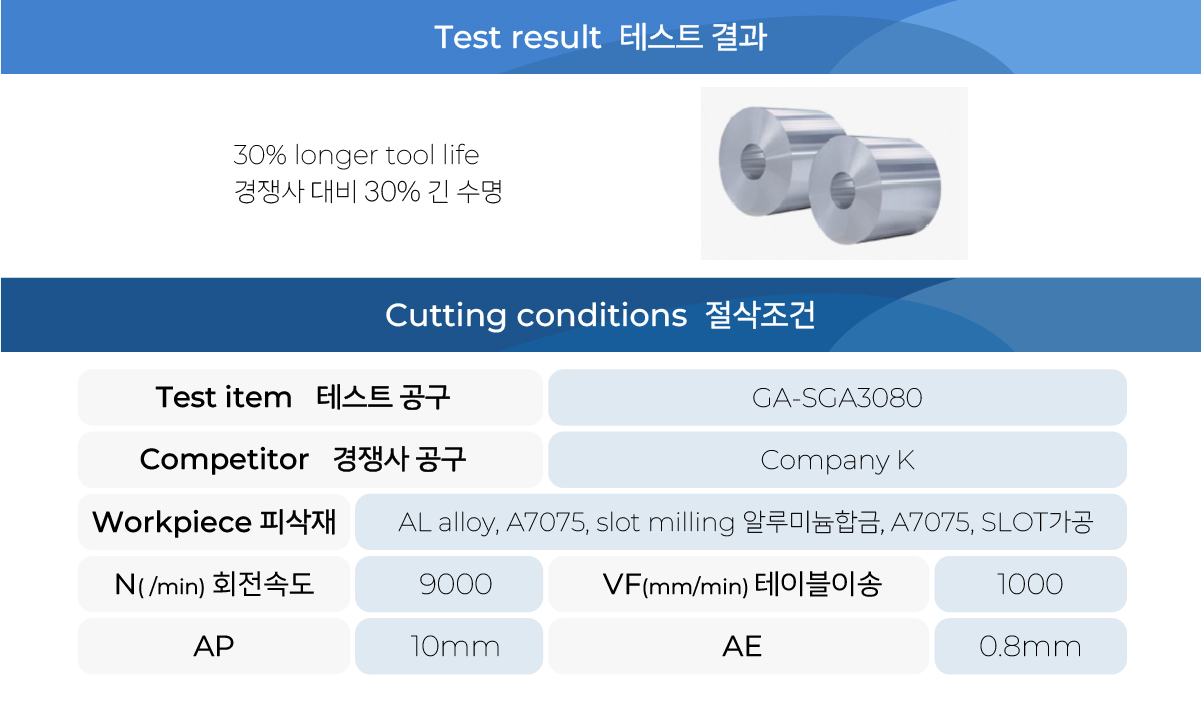 Test result 테스트 결과
30% longer tool life
경쟁사 대비 30% 긴 수명
Cutting conditions 절삭조건
Test item 테스트 공구 GA-SGA3080
Competitor 경쟁사 공구 Company K
Workpiece 피삭재 AL alloy, A7075, slot milling 알루미늄합금, A7075, SLOT가공
N( /min) 회전속도 9000 VF(mm/min) 테이블이송 1000
AP 10mm AE 0.8mm